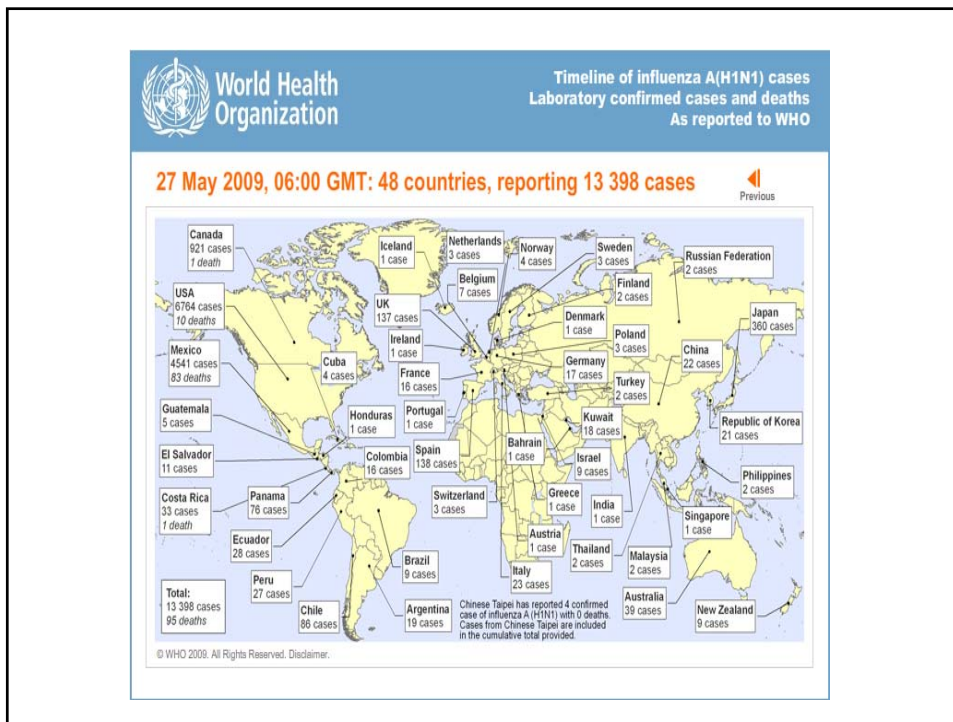 World Health
Organization
Timeline of influenza A(H1N1) cases
Laboratory confirmed cases and deaths
As reported to WHO
27 May 2009, 06:00 GMT: 48 countries, reporting 13 398 cases
Previous
Canada
921 cases
1 death
Iceland
1 case
Netherlands
3 cases
Norway
4 cases
Sweden
3 cases
Russian Federation
2 cases
USA
6764 cases
10 deaths
Belgium
7 cases
Finland
2 cases
UK
137 cases
Denmark
1 case
Japan
360 cases
Mexico
4541 cases
83 deaths
Ireland
1 case
Poland
3 cases
China
22 cases
Cuba
4 cases
France
16 cases
Germany
17 cases
Turkey
2 cases
Guatemala
5 cases
Honduras
1 case
Portugal
1 case
Kuwait
18 cases
Republic of Korea
21 cases
El Salvador
11 cases
Colombia
16 cases
Spain
138 cases
Bahrain
1 case
Israel
9 cases
Philippines
2 cases
Costa Rica
33 cases
1 death
Panama
76 cases
Switzerland
3 cases
Greece
1 case
India
1 case
Singapore
1 case
Ecuador
28 cases
Brazil
9 cases
Austria
1 case
Thailand
2 cases
Malaysia
2 cases
Peru
27 cases
Italy
23 cases
Australia
39 cases
Total:
13 398 cases
95 deaths
Chile
86 cases
Argentina
19 cases
New Zealand
9 cases
Chinese Taipei has reported 4 confirmed
case of influenza A (H1N1) with 0 deaths.
Cases from Chinese Taipei are included
in the cumulative total provided.
© WHO 2009. All Rights Reserved. Disclaimer.